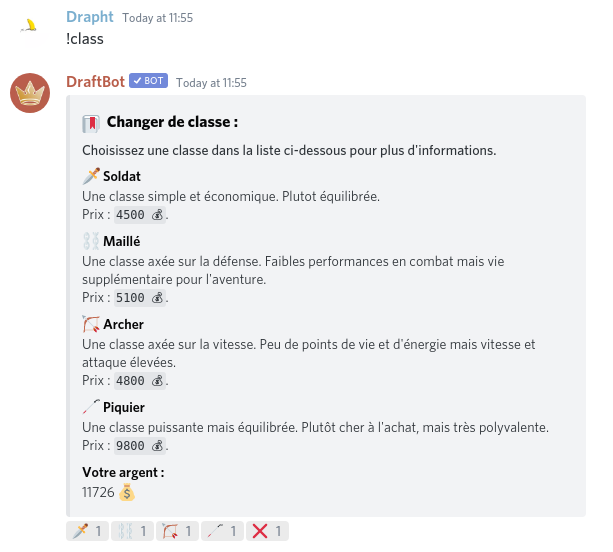 Drapht Today at 11:55
!class
DraftBot BOT Today at 11:55
Changer de classe :
Choisissez une classe dans la liste ci-dessous pour plus d'informations.
Soldat
Une classe simple et économique. Plutot équilibrée.
Prix : 4500 💰.
Maillé
Une classe axée sur la défense. Faibles performances en combat mais vie
supplémentaire pour l'aventure.
Prix : 5100 💰.
Archer
Une classe axée sur la vitesse. Peu de points de vie et d'énergie mais vitesse et
attaque élevées.
Prix : 4800 💰.
Piquier
Une classe puissante mais équilibrée. Plutôt cher à l'achat, mais très polyvalente.
Prix : 9800 💰.
Votre argent :
11726 💰
1 1 1 1 1